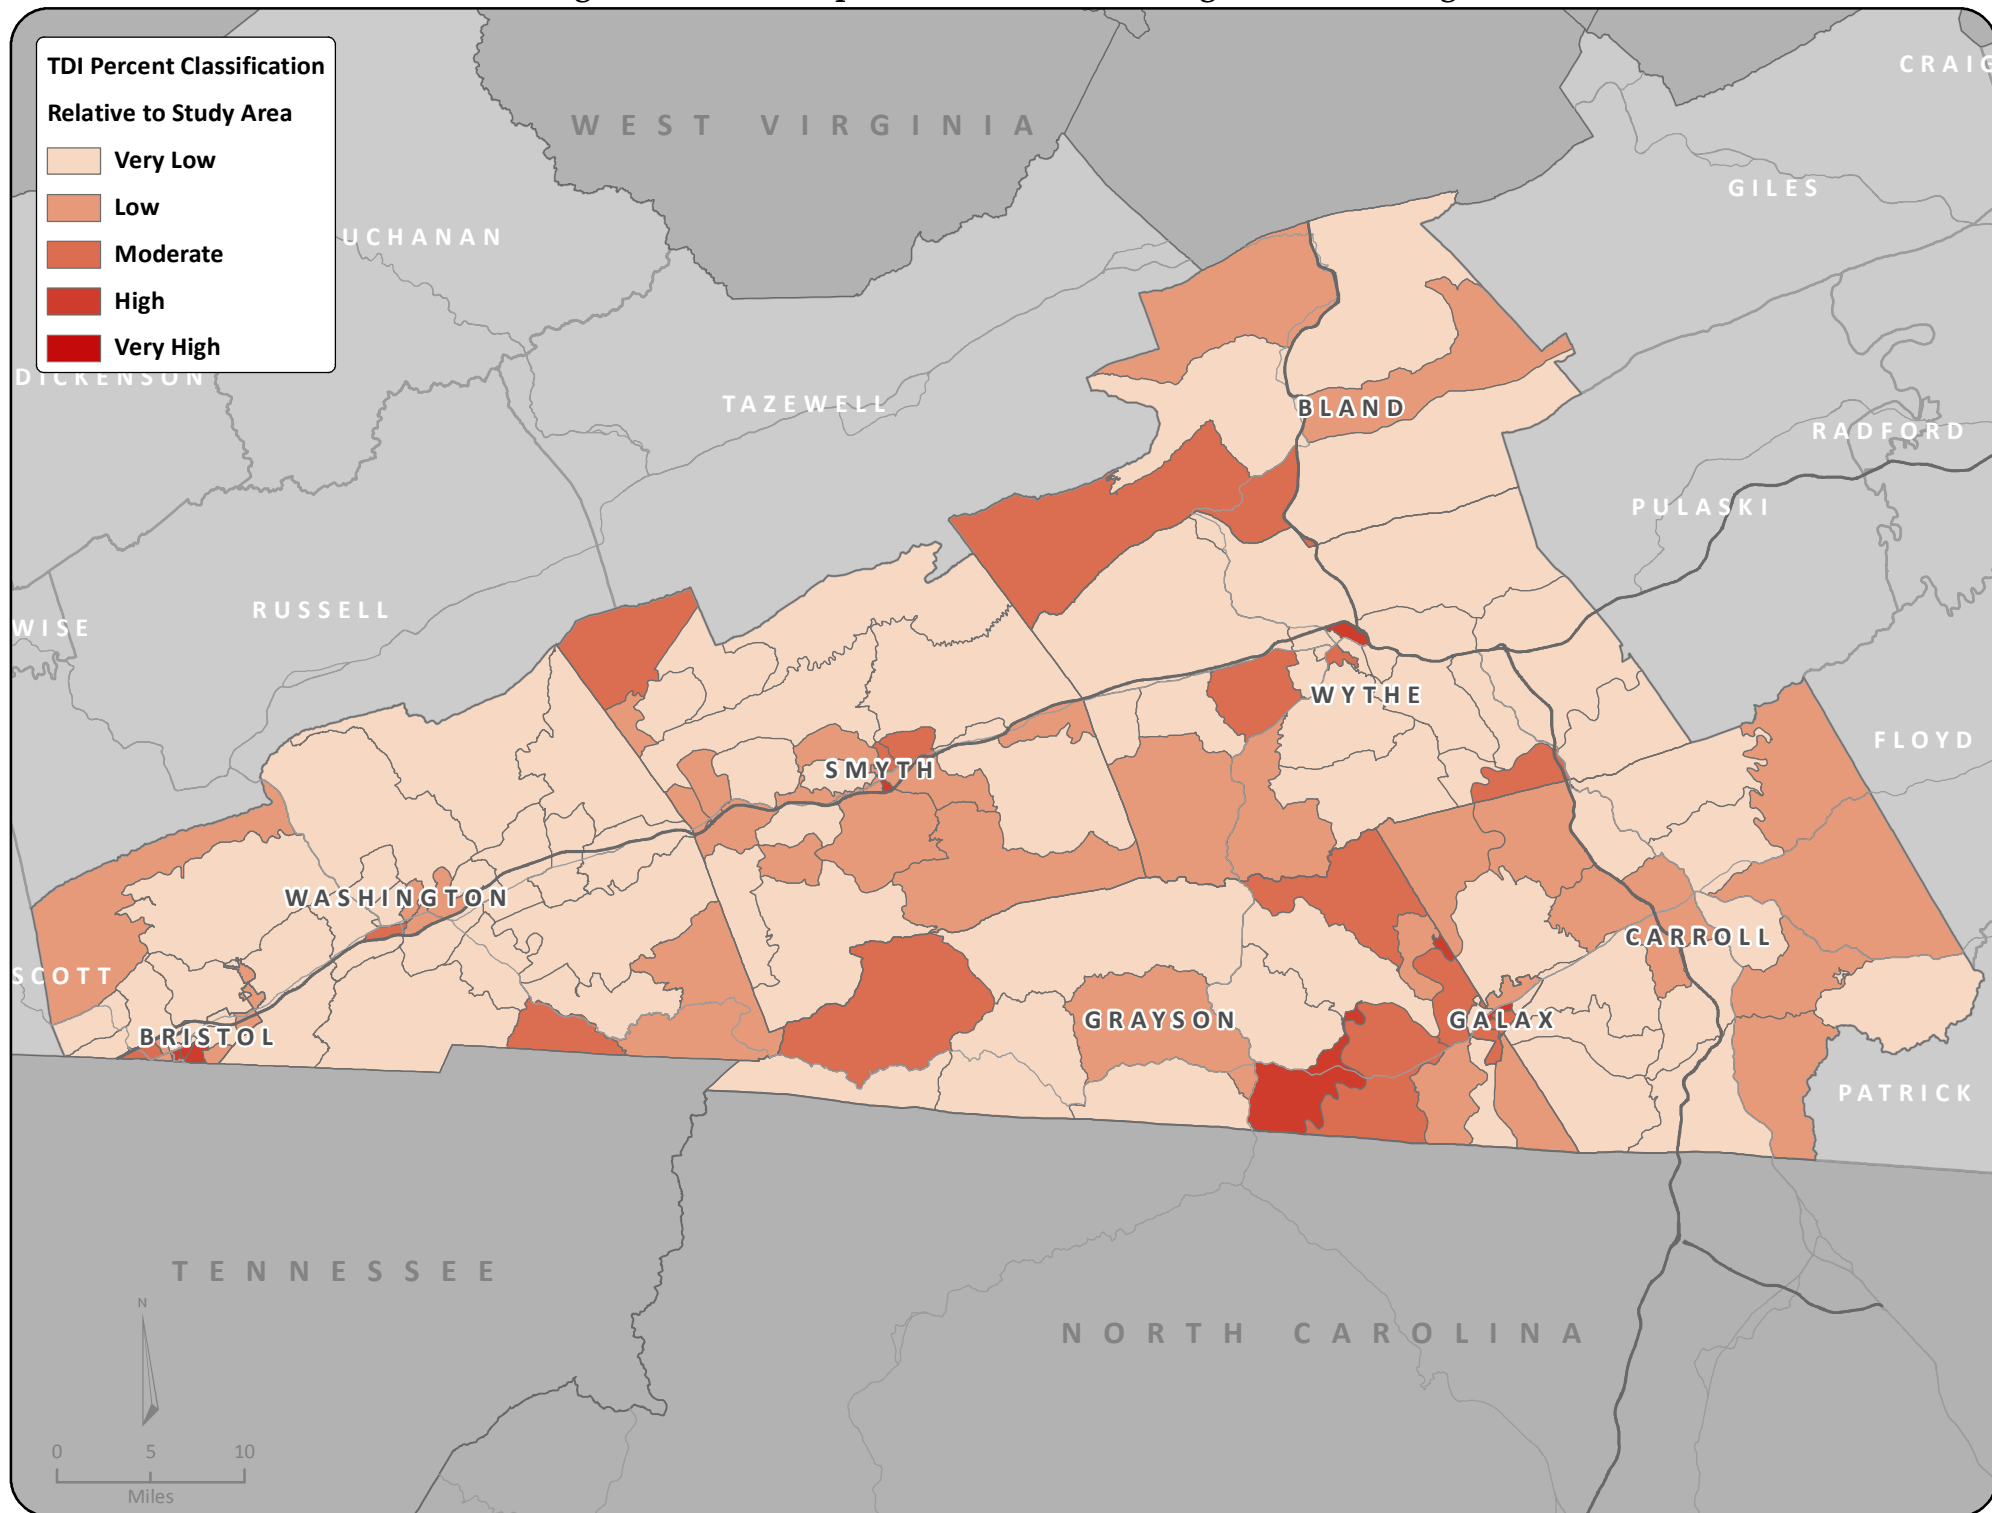 TDI Percent Classification
Relative to Study Area
Very Low
Low
Moderate
High
Very High
CRAIG
WEST VIRGINIA
GILES
UCHANAN
DICKENSON
TAZEWELL
BLAND
RADFORD
PULASKI
RUSSELL
WISE
WYTHE
FLOYD
SMYTH
WASHINGTON
CARROLL
SCOTT
BRISTOL
GRAYSON
GALAX
PATRICK
TENNESSEE
NORTH CAROLINA
N
0 5 10
Miles